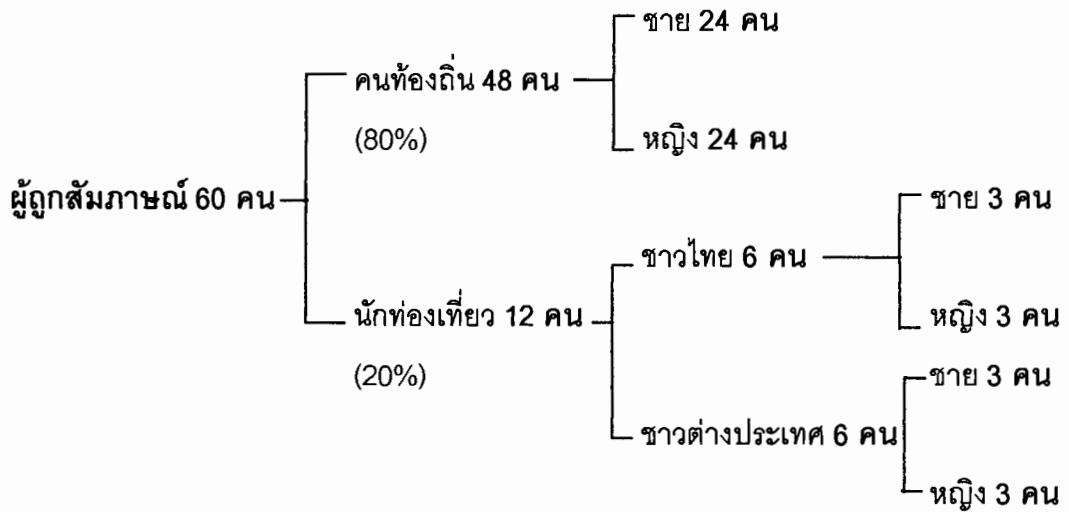 ชาย 24 คน
คนท้องถิ่น 48 คน
(80%)
หญิง 24 คน
ผู้ถูกสัมภาษณ์ 60 คน
ชาย 3 คน
ชาวไทย 6 คน
นักท่องเที่ยว 12 คน
หญิง 3 คน
(20%)
ชาย 3 คน
ชาวต่างประเทศ 6 คน
หญิง 3 คน